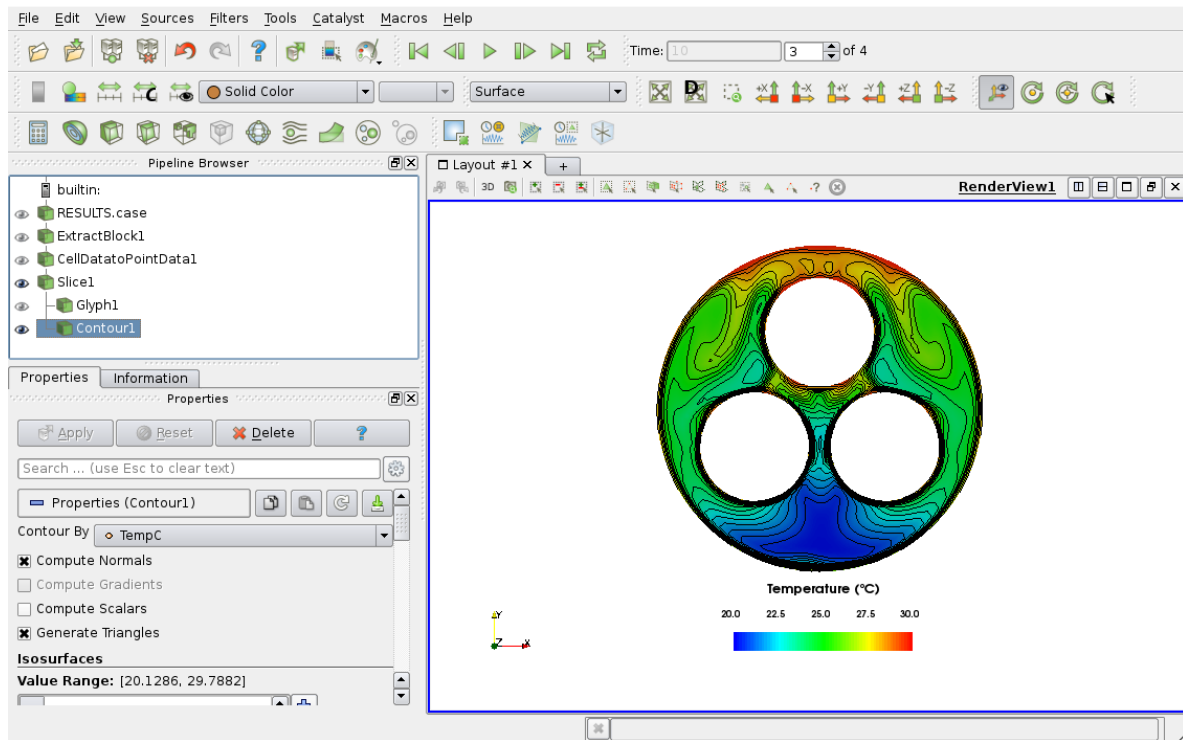 File Edit View Sources Filters Tools Catalyst Macros Help
Time: 10 3 of 4
Solid Color Surface +X -X +Y -Y +Z -Z
Pipeline Browser
Layout #1 +
builtin:
3D RenderView1
RESULTS.case
ExtractBlock1
CellDatatoPointData1
Slice1
Glyph1
Contour1
Properties Information
Properties
Apply Reset Delete ?
Search ... (use Esc to clear text)
Properties (Contour1)
Contour By TempC
Compute Normals
Compute Gradients
Compute Scalars
Generate Triangles
Isosurfaces
Value Range: [20.1286, 29.7882]
Temperature (°C)
20.0 22.5 25.0 27.5 30.0
Y
Z X